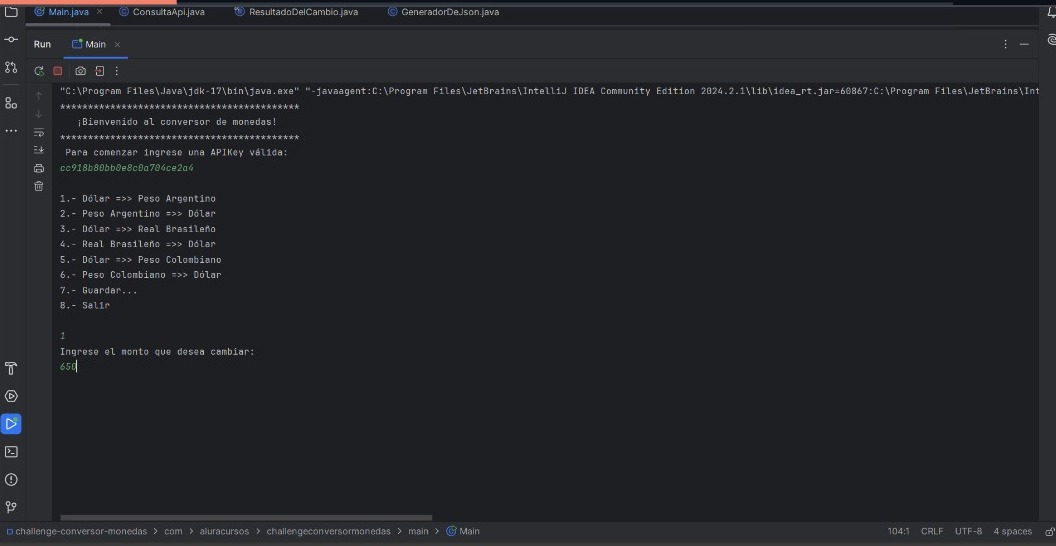 Main.java ConsultaApi.java ResultadoDelCambio.java GeneradorDeJson.java
Run Main
"C:\Program Files\Java\jdk-17\bin\java.exe" "-javaagent:C:\Program Files\JetBrains\IntelliJ IDEA Community Edition 2024.2.1\lib\idea_rt.jar=60867:C:\Program Files\JetBrains\Int
*******************************************
¡Bienvenido al conversor de monedas!
*******************************************
Para comenzar ingrese una APIKey válida:
cc918b80bb0e8c0a704ce2a4
1.- Dólar =>> Peso Argentino
2.- Peso Argentino =>> Dólar
3.- Dólar =>> Real Brasileño
4.- Real Brasileño =>> Dólar
5.- Dólar =>> Peso Colombiano
6.- Peso Colombiano =>> Dólar
7.- Guardar...
8.- Salir
1
Ingrese el monto que desea cambiar:
650
challenge-conversor-monedas > com > aluracursos > challengeconversormonedas > main > Main 104:1 CRLF UTF-8 4 spaces